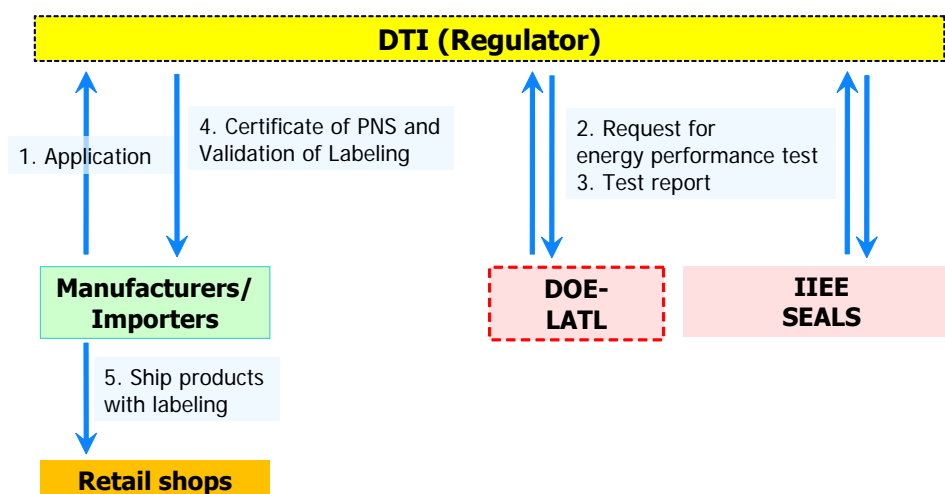 DTI (Regulator)
1. Application
4. Certificate of PNS and
Validation of Labeling
2. Request for
energy performance test
3. Test report
Manufacturers/
Importers
DOE-
LATL
IIEE
SEALS
5. Ship products
with labeling
Retail shops